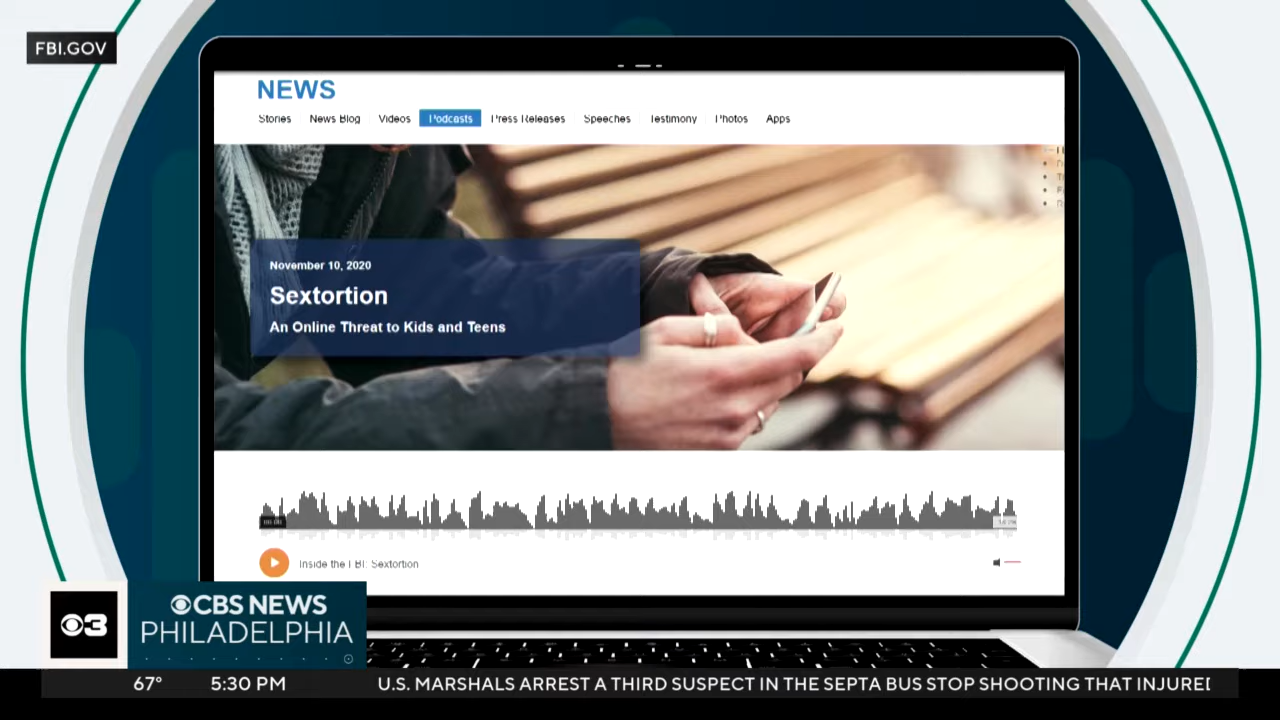 FBI.GOV
NEWS
Stories News Blog Videos Podcasts Press Releases Speeches Testimony Photos Apps
November 10, 2020
Sextortion
An Online Threat to Kids and Teens
Inside the FBI: Sextortion
3
CBS NEWS
PHILADELPHIA
67° 5:30 PM U.S. MARSHALS ARREST A THIRD SUSPECT IN THE SEPTA BUS STOP SHOOTING THAT INJURED